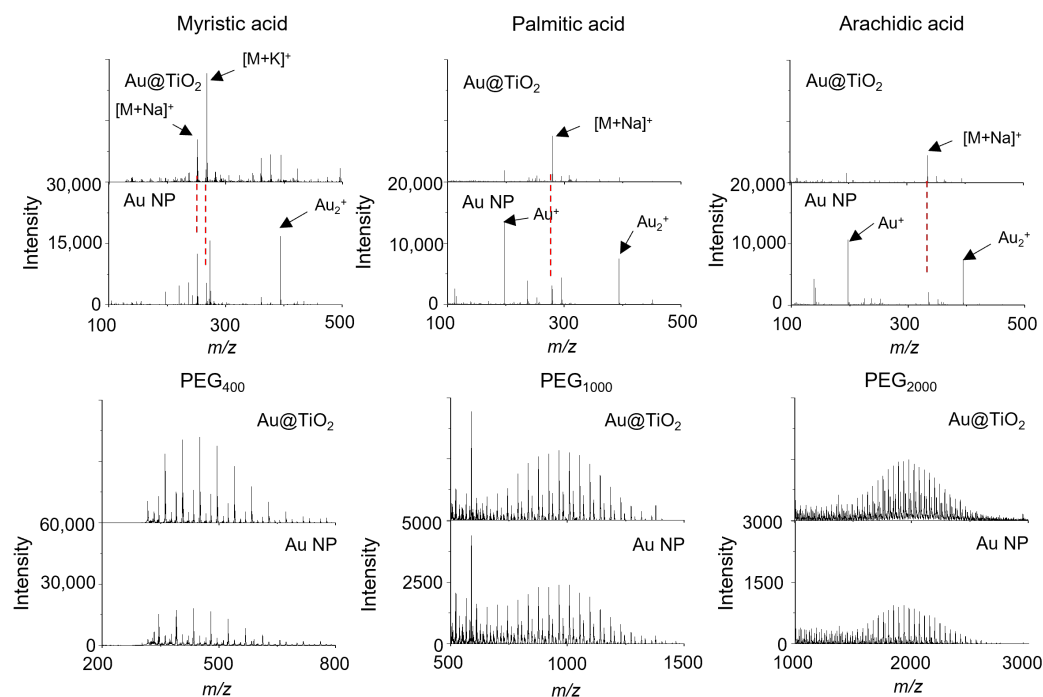 Myristic acid
Palmitic acid
Arachidic acid
Au@TiO₂
[M+K]⁺
[M+Na]⁺
Au@TiO₂
[M+Na]⁺
Au@TiO₂
[M+Na]⁺
30,000
Au NP
Au₂⁺
15,000
0
Intensity
100
300
500
m/z
20,000
Au NP
Au⁺
Au₂⁺
10,000
0
Intensity
100
300
500
m/z
20,000
Au NP
Au⁺
Au₂⁺
10,000
0
Intensity
100
300
500
m/z
PEG₄₀₀
PEG₁₀₀₀
PEG₂₀₀₀
Au@TiO₂
60,000
Au NP
30,000
0
Intensity
200
500
800
m/z
Au@TiO₂
5000
Au NP
2500
0
Intensity
500
1000
1500
m/z
Au@TiO₂
3000
Au NP
1500
0
Intensity
1000
2000
3000
m/z